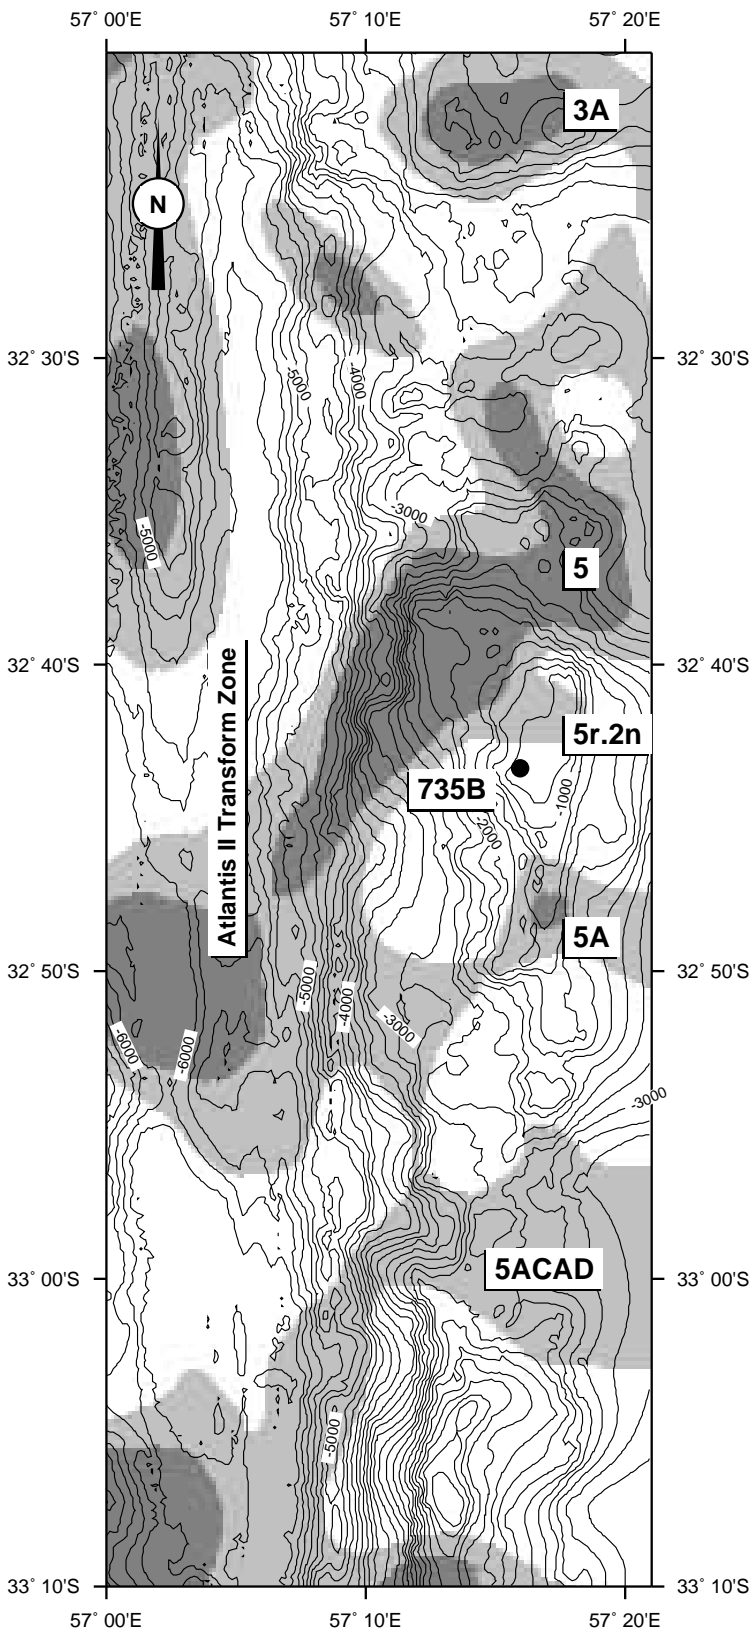 57° 00'E 57° 10'E 57° 20'E
3A
N
32° 30'S 32° 30'S
-5000
-4000
-3000
-5000
5
32° 40'S 32° 40'S
Atlantis II Transform Zone
5r.2n
735B
-1000
-2000
5A
32° 50'S 32° 50'S
-5000
-4000
-3000
-6000
-6000
-3000
5ACAD
33° 00'S 33° 00'S
-5000
33° 10'S 33° 10'S
57° 00'E 57° 10'E 57° 20'E